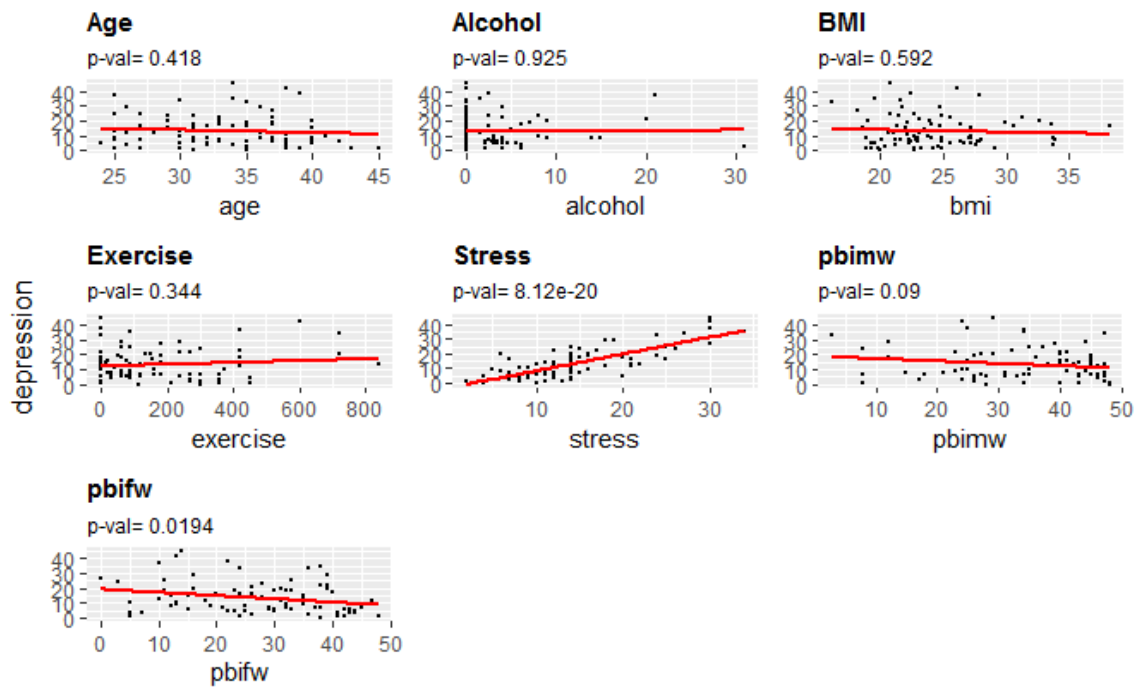 Age
p-val= 0.418
40
30
20
10
0
25 30 35 40 45
age
Alcohol
p-val= 0.925
40
30
20
10
0
0 10 20 30
alcohol
BMI
p-val= 0.592
40
30
20
10
0
20 25 30 35
bmi
depression
Exercise
p-val= 0.344
40
30
20
10
0
0 200 400 600 800
exercise
Stress
p-val= 8.12e-20
40
30
20
10
0
10 20 30
stress
pbimw
p-val= 0.09
40
30
20
10
0
10 20 30 40 50
pbimw
pbifw
p-val= 0.0194
40
30
20
10
0
0 10 20 30 40 50
pbifw